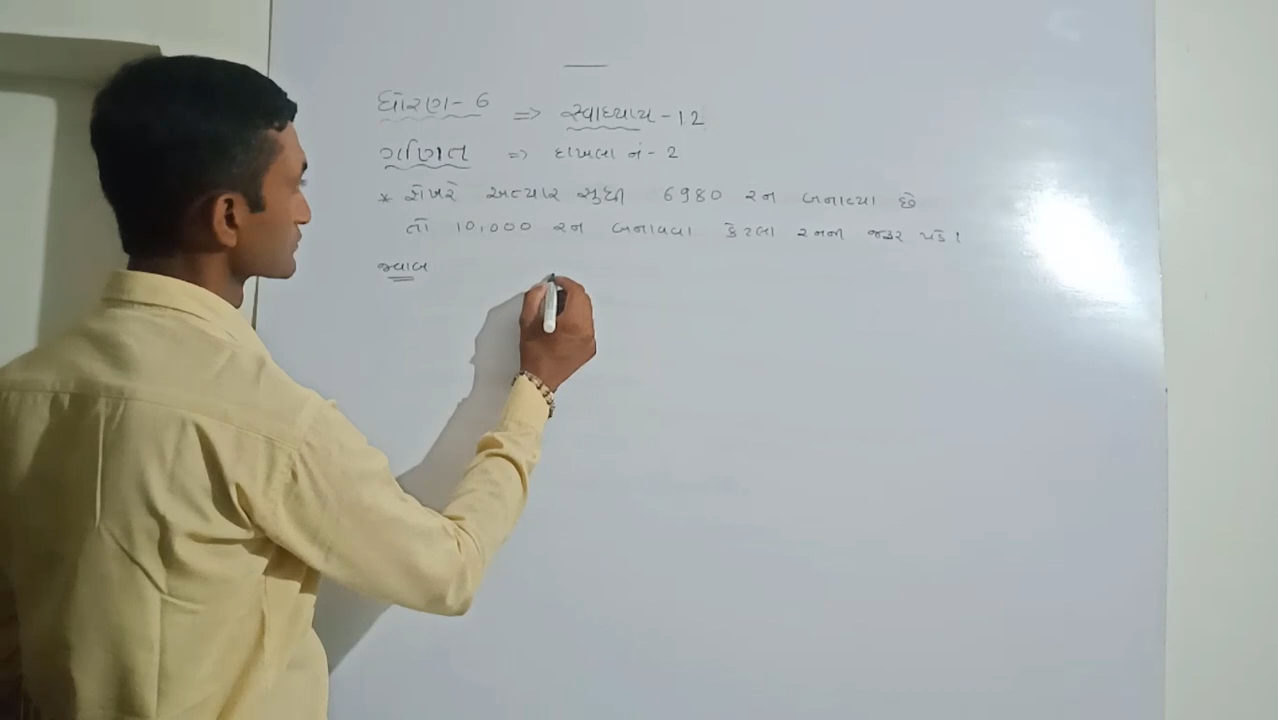 ધોરણ - 6 ⇒ સ્વાધ્યાય - 12
ગણિત ⇒ દાખલા નં - 2
* શેખરે અત્યાર સુધી 6980 રન બનાવ્યા છે
તો 10,000 રન બનાવવા કેટલા રનની જરૂર પડે ।
જવાબ